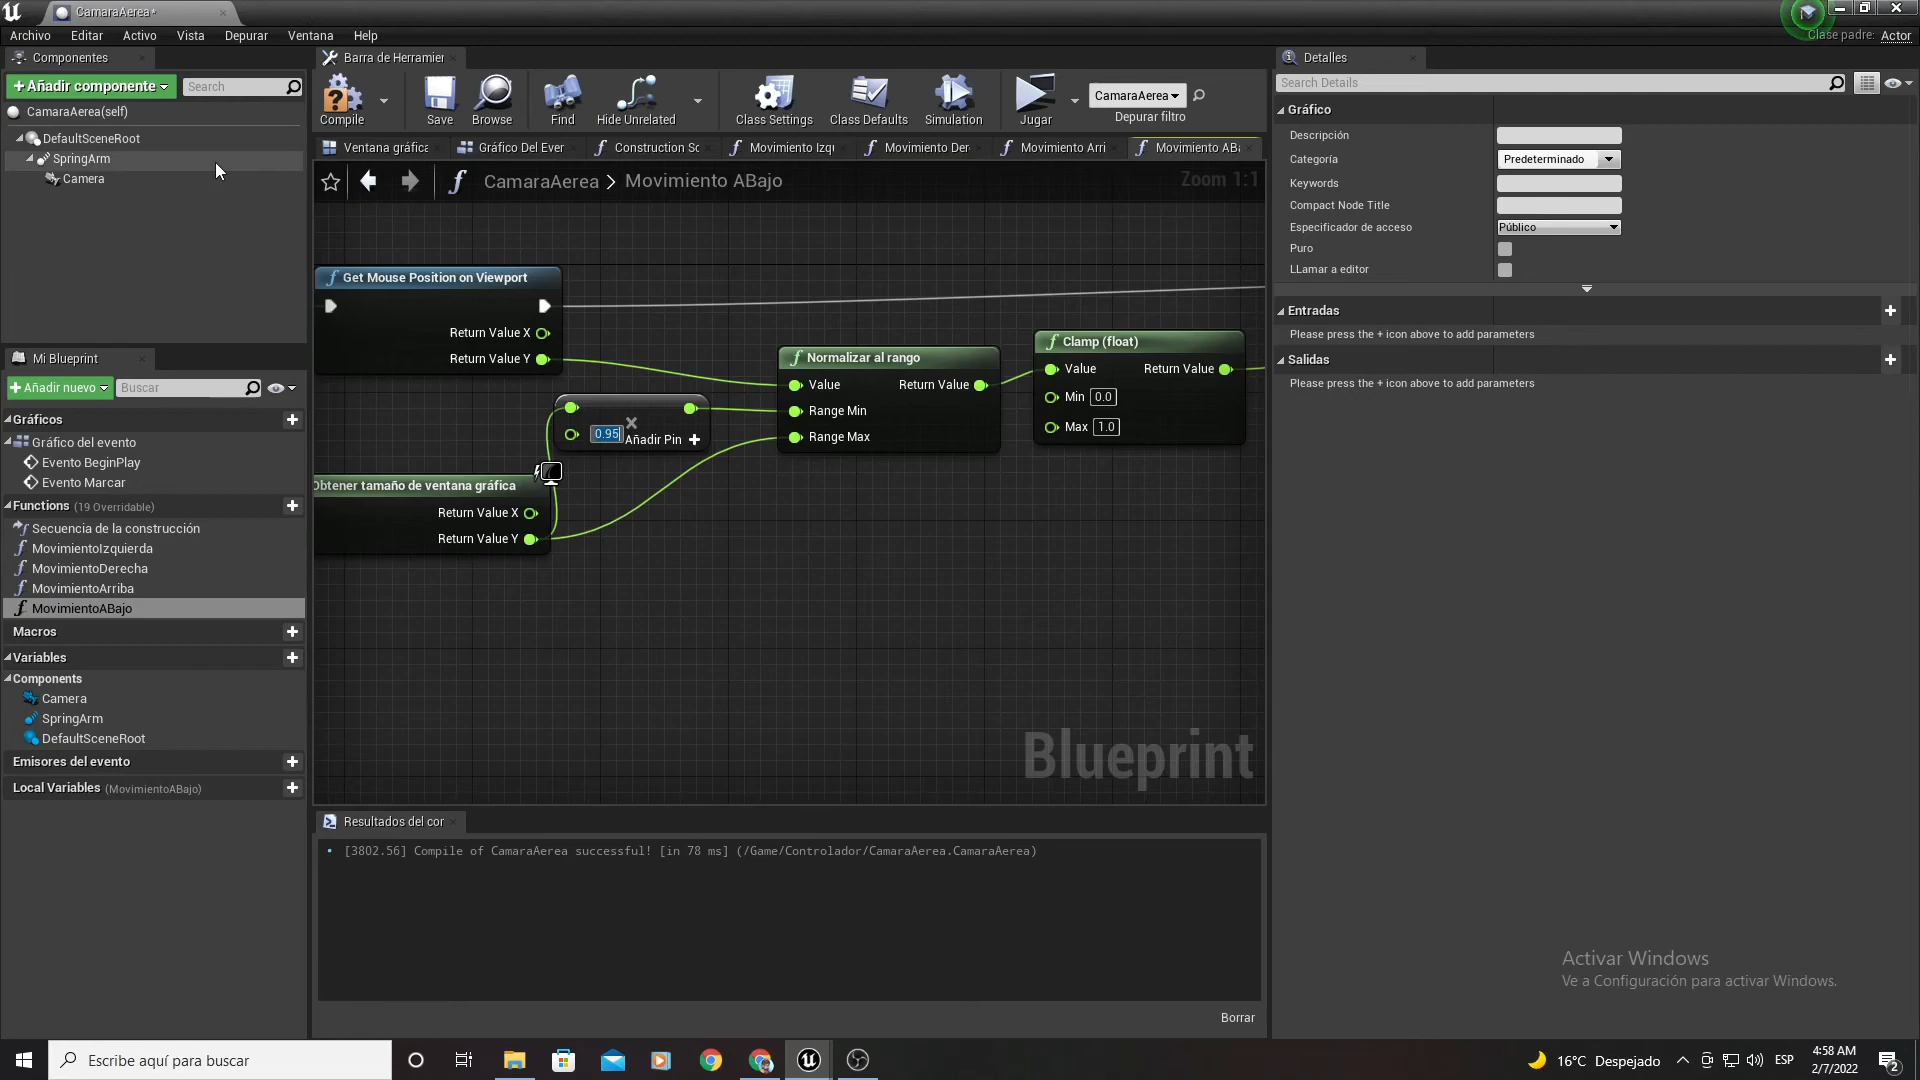 CamaraAerea*
Clase padre: Actor
Archivo Editar Activo Vista Depurar Ventana Help
Componentes
Barra de Herramier
Detalles
+ Añadir componente Search
Search Details
CamaraAerea(self)
DefaultSceneRoot
SpringArm
Camera
Compile Save Browse Find Hide Unrelated Class Settings Class Defaults Simulation Jugar
CamaraAerea
Depurar filtro
Ventana gráfica Gráfico Del Ever Construction Sc Movimiento Izqu Movimiento Der Movimiento Arri Movimiento ABa
CamaraAerea > Movimiento ABajo
Zoom 1:1
Gráfico
Descripción
Categoría Predeterminado
Keywords
Compact Node Title
Especificador de acceso Público
Puro
LLamar a editor
Entradas
Please press the + icon above to add parameters
Salidas
Please press the + icon above to add parameters
Get Mouse Position on Viewport
Return Value X
Return Value Y
Normalizar al rango
Value Return Value
Range Min
Range Max
Clamp (float)
Value Return Value
Min 0.0
Max 1.0
0.95 Añadir Pin +
Obtener tamaño de ventana gráfica
Return Value X
Return Value Y
Blueprint
Mi Blueprint
+ Añadir nuevo Buscar
Gráficos
Gráfico del evento
Evento BeginPlay
Evento Marcar
Functions (19 Overridable)
Secuencia de la construcción
MovimientoIzquierda
MovimientoDerecha
MovimientoArriba
MovimientoABajo
Macros
Variables
Components
Camera
SpringArm
DefaultSceneRoot
Emisores del evento
Local Variables (MovimientoABajo)
Resultados del cor
[3802.56] Compile of CamaraAerea successful! [in 78 ms] (/Game/Controlador/CamaraAerea.CamaraAerea)
Borrar
Activar Windows
Ve a Configuración para activar Windows.
Escribe aquí para buscar
16°C Despejado
ESP
4:58 AM
2/7/2022
2